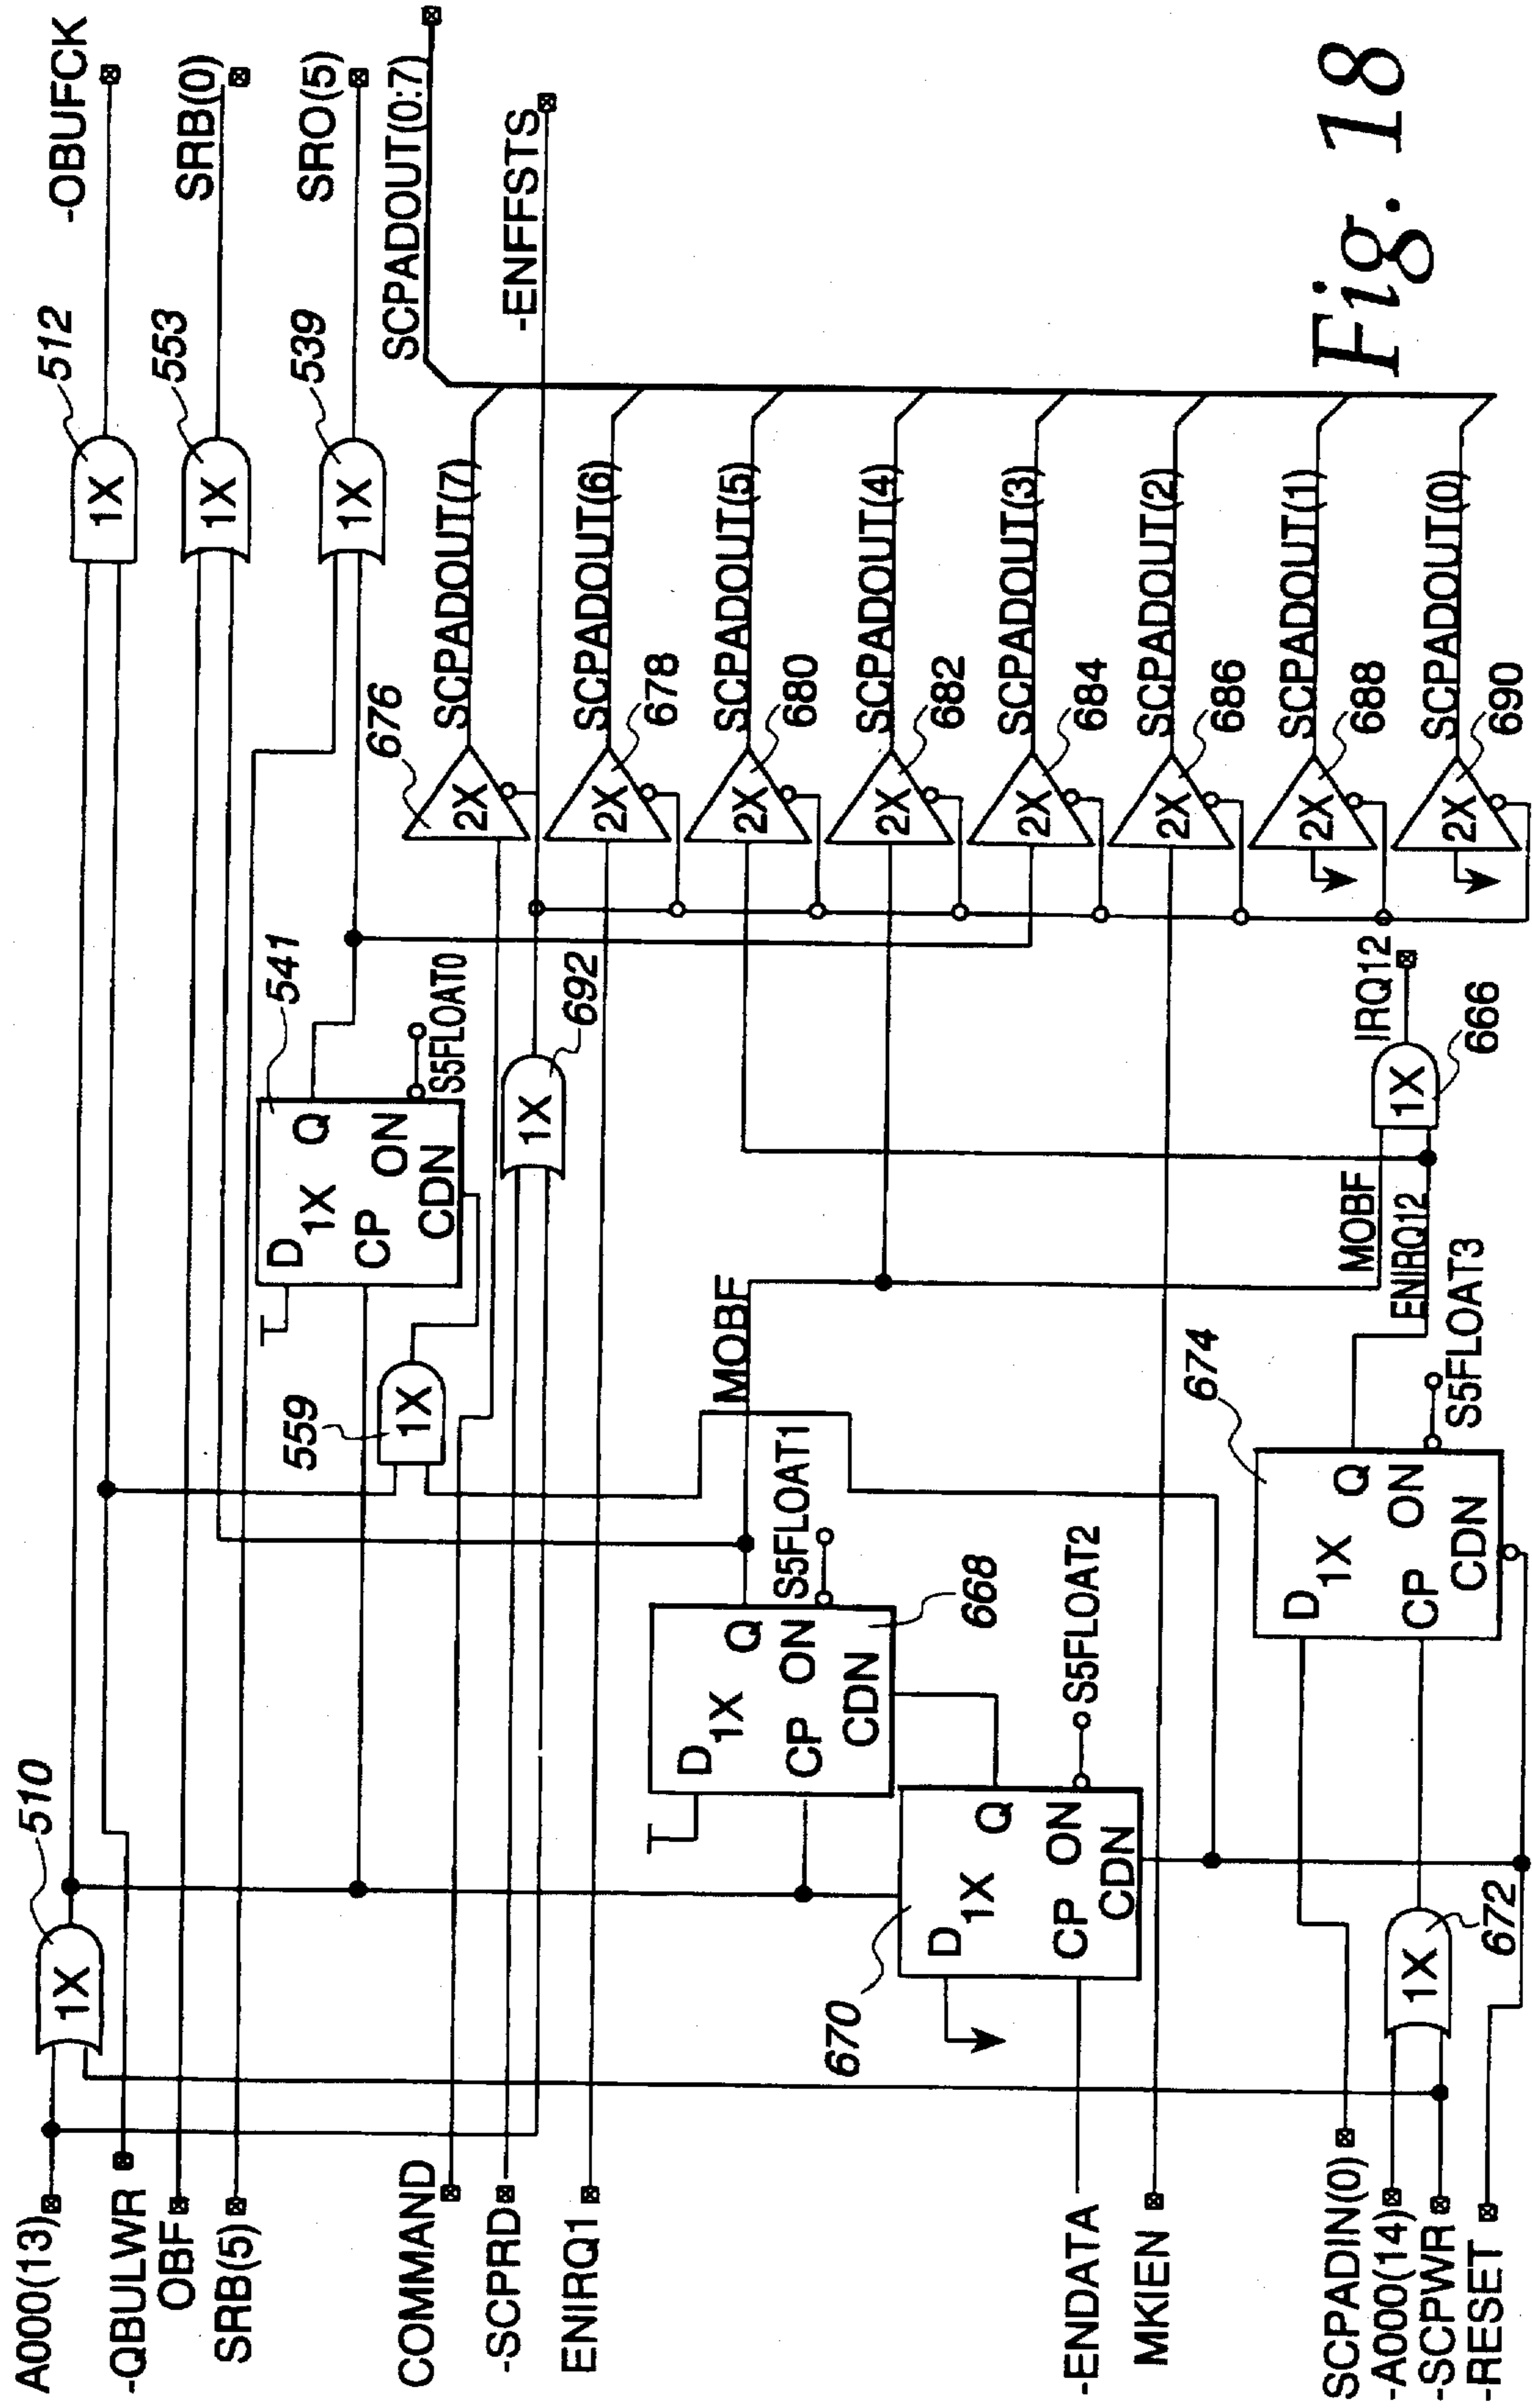 A000(13)
-QBULWR
OBF
SRB(5)
COMMAND
-SCPRD
ENIRQ1
-ENDATA
MKIEN
SCPADIN(0)
-A000(14)
-SCPWR
-RESET
510
1X
512
1X
-OBUFCK
553
1X
SRB(0)
539
1X
SRO(5)
SCPADOUT(0:7)
-ENFFSTS
541
D
1X
Q
CP
ON
CDN
S5FLOAT0
559
1X
692
1X
676
2X
SCPADOUT(7)
2X
678
SCPADOUT(6)
2X
680
SCPADOUT(5)
2X
682
SCPADOUT(4)
2X
684
SCPADOUT(3)
2X
686
SCPADOUT(2)
2X
688
SCPADOUT(1)
2X
690
SCPADOUT(0)
MOBF
668
D
1X
Q
CP
ON
CDN
S5FLOAT1
670
D
1X
Q
CP
ON
CDN
S5FLOAT2
672
1X
674
D
1X
Q
CP
ON
CDN
S5FLOAT3
MOBF
ENIRQ12
1X
666
IRQ12
Fig. 18